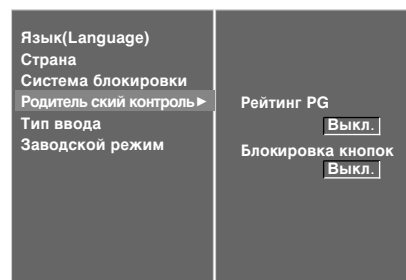 Язык(Language)
Страна
Система блокировки
Родитель ский контроль►
Тип ввода
Заводской режим
Рейтинг PG
Выкл.
Блокировка кнопок
Выкл.